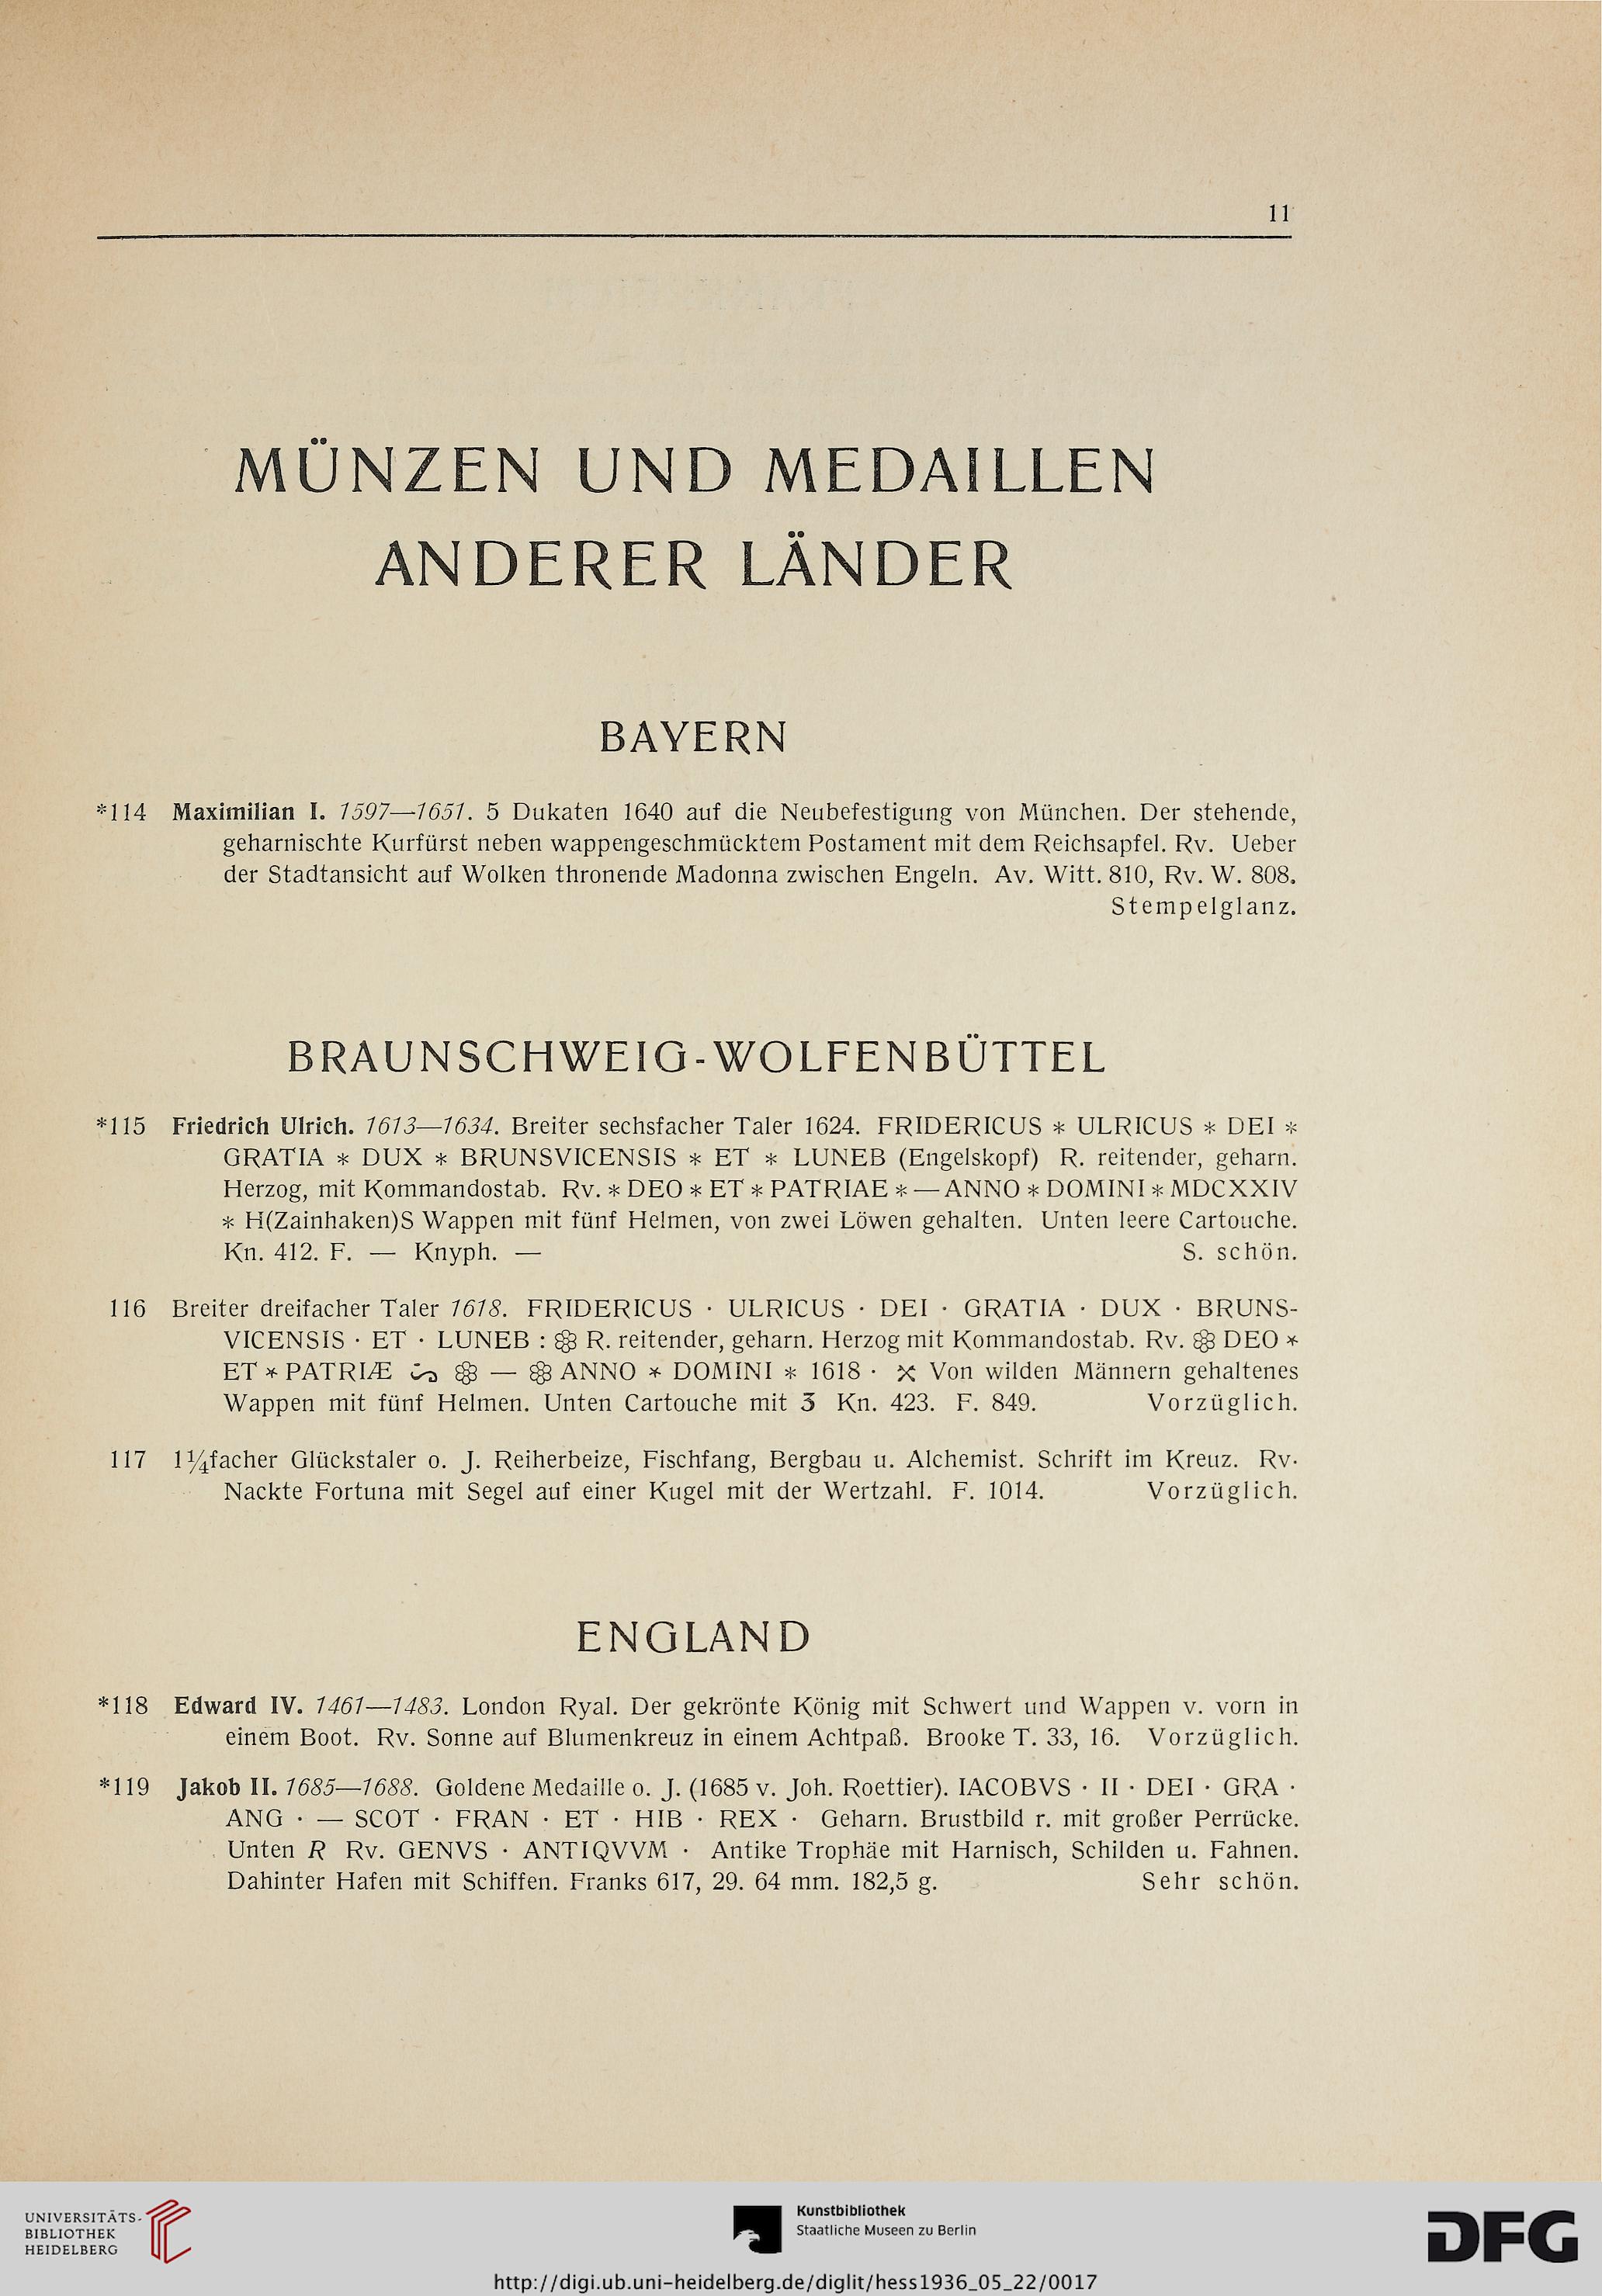 11
MÜNZEN UND MEDAILLEN
ANDERER LÄNDER
BAYERN
*114 Maximilian I. 1597—1651. 5 Dukaten 1640 auf die Neubefestigung von München. Der stehende,
geharnischte Kurfürst neben wappengeschmücktem Postament mit dem Reichsapfel. Rv. Ueber
der Stadtansicht auf Wolken thronende Madonna zwischen Engeln. Av. Witt. 810, Rv. W. 808.
Stempelglanz.
BRAUNSCHWEIG-WOLFENBÜTTEL
*115 Friedrich Ulrich. 1613—1634. Breiter sechsfacher Taler 1624. FRIDERICUS * ULRICUS * DEI *
GRATIA * DUX * BRUNSVICENSIS * ET * LUNEB (Engelskopf) R. reitender, geharn.
Herzog, mit Kommandostab. Rv. * DEO * ET * PATRIAE * — ANNO * DOMINI * MDCXXIV
* H(Zainhaken)S Wappen mit fünf Helmen, von zwei Löwen gehalten. Unten leere Cartouche.
Kn. 412. F. — Knyph. — S. schön.
116 Breiter dreifacher Taler 1618. FRIDERICUS · ULRICUS · DEI · GRATIA · DUX · BRUNS-
VICENSIS · ET · LUNEB : ❀ R. reitender, geharn. Herzog mit Kommandostab. Rv. ❀ DEO *
ET * PATRIÆ ∽ ❀ — ❀ ANNO * DOMINI * 1618 · ⤲ Von wilden Männern gehaltenes
Wappen mit fünf Helmen. Unten Cartouche mit 3 Kn. 423. F. 849. Vorzüglich.
117 1¼facher Glückstaler o. J. Reiherbeize, Fischfang, Bergbau u. Alchemist. Schrift im Kreuz. Rv.
Nackte Fortuna mit Segel auf einer Kugel mit der Wertzahl. F. 1014. Vorzüglich.
ENGLAND
*118 Edward IV. 1461—1483. London Ryal. Der gekrönte König mit Schwert und Wappen v. vorn in
einem Boot. Rv. Sonne auf Blumenkreuz in einem Achtpaß. Brooke T. 33, 16. Vorzüglich.
*119 Jakob II. 1685—1688. Goldene Medaille o. J. (1685 v. Joh. Roettier). IACOBVS · II · DEI · GRA ·
ANG · — SCOT · FRAN · ET · HIB · REX · Geharn. Brustbild r. mit großer Perrücke.
Unten R Rv. GENVS · ANTIQVVM · Antike Trophäe mit Harnisch, Schilden u. Fahnen.
Dahinter Hafen mit Schiffen. Franks 617, 29. 64 mm. 182,5 g. Sehr schön.
UNIVERSITÄTS-
BIBLIOTHEK
HEIDELBERG
Kunstbibliothek
Staatliche Museen zu Berlin
DFG
http://digi.ub.uni-heidelberg.de/diglit/hess1936_05_22/0017